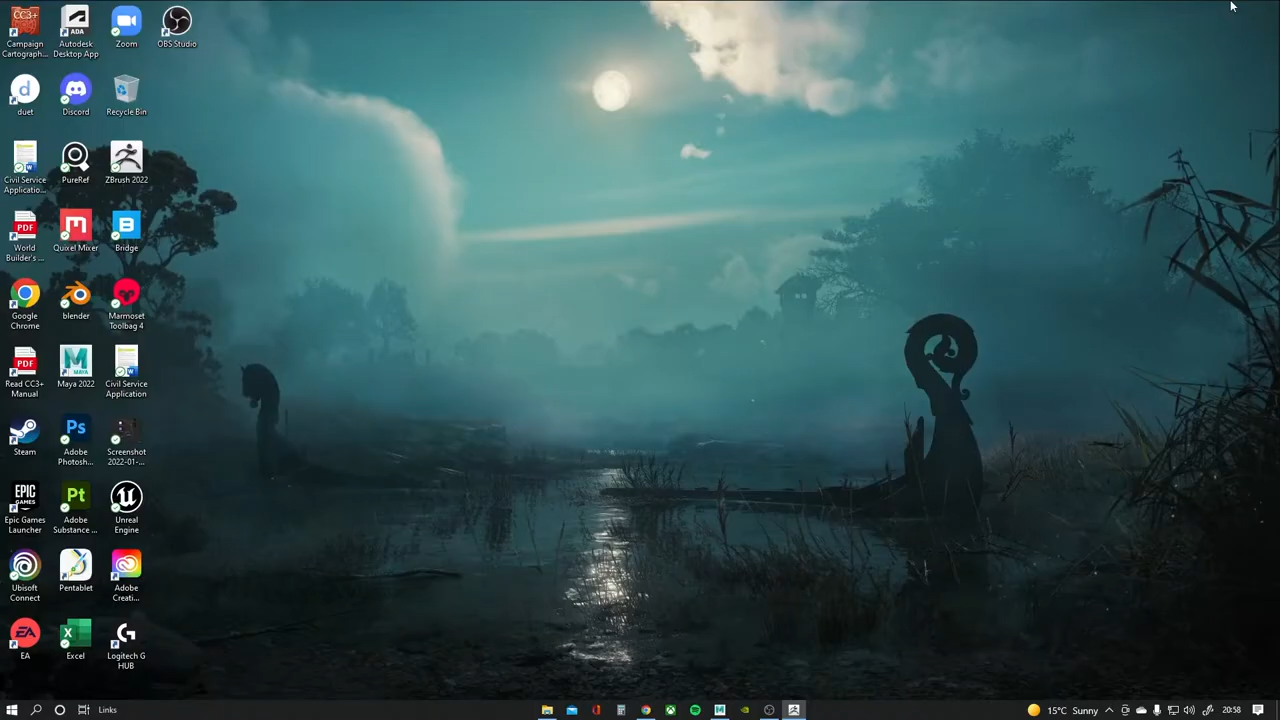 Campaign
Cartograph...
Autodesk
Desktop App
Zoom
OBS Studio
duet
Discord
Recycle Bin
Civil Service
Applicatio...
PureRef
ZBrush 2022
World
Builder's ...
Quixel Mixer
Bridge
Google
Chrome
blender
Marmoset
Toolbag 4
Read CC3+
Manual
Maya 2022
Civil Service
Application
Steam
Adobe
Photosh...
Screenshot
2022-01-...
Epic Games
Launcher
Adobe
Substance ...
Unreal
Engine
Ubisoft
Connect
Pentablet
Adobe
Creati...
EA
Excel
Logitech G
HUB
Links
15°C Sunny
20:58